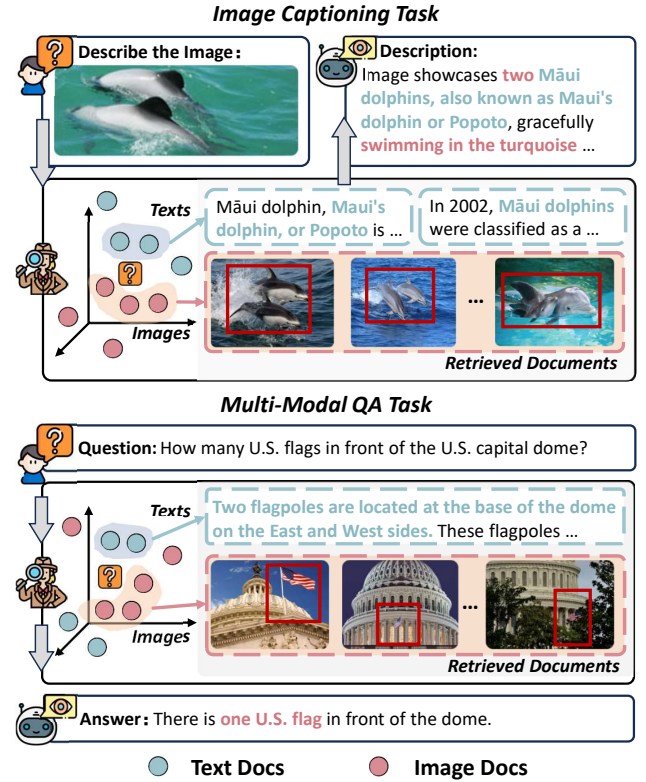 Image Captioning Task
?
Describe the Image:
Description:
Image showcases two Māui
dolphins, also known as Maui's
dolphin or Popoto, gracefully
swimming in the turquoise ...
Texts
?
Images
Māui dolphin, Maui's
dolphin, or Popoto is ...
In 2002, Māui dolphins
were classified as a ...
...
Retrieved Documents
Multi-Modal QA Task
?
Question: How many U.S. flags in front of the U.S. capital dome?
Texts
?
Images
Two flagpoles are located at the base of the dome
on the East and West sides. These flagpoles ...
...
Retrieved Documents
Answer: There is one U.S. flag in front of the dome.
Text Docs
Image Docs